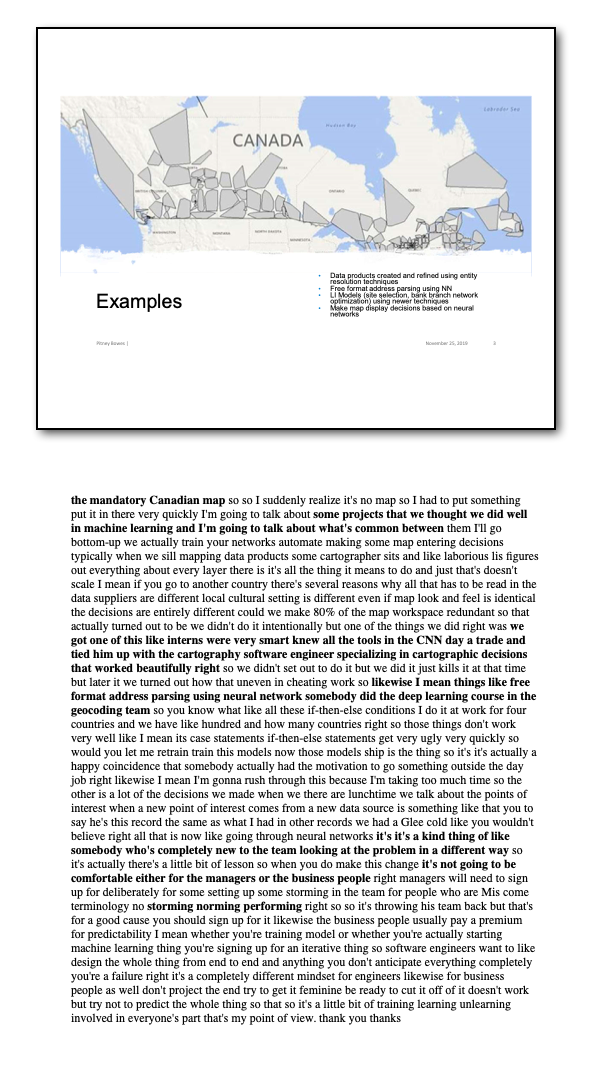 Labrador Sea
Hudson Bay
CANADA
BRITISH COLUMBIA
ONTARIO
QUEBEC
WASHINGTON
MONTANA
NORTH DAKOTA
MINNESOTA
Examples
• Data products created and refined using entity
resolution techniques
• Free format address parsing using NN
• LI Models (site selection, bank branch network
optimization) using newer techniques
• Make map display decisions based on neural
networks
Pitney Bowes |
November 25, 2019
3
the mandatory Canadian map so so I suddenly realize it's no map so I had to put something
put it in there very quickly I'm going to talk about some projects that we thought we did well
in machine learning and I'm going to talk about what's common between them I'll go
bottom-up we actually train your networks automate making some map entering decisions
typically when we sill mapping data products some cartographer sits and like laborious lis figures
out everything about every layer there is it's all the thing it means to do and just that's doesn't
scale I mean if you go to another country there's several reasons why all that has to be read in the
data suppliers are different local cultural setting is different even if map look and feel is identical
the decisions are entirely different could we make 80% of the map workspace redundant so that
actually turned out to be we didn't do it intentionally but one of the things we did right was we
got one of this like interns were very smart knew all the tools in the CNN day a trade and
tied him up with the cartography software engineer specializing in cartographic decisions
that worked beautifully right so we didn't set out to do it but we did it just kills it at that time
but later it we turned out how that uneven in cheating work so likewise I mean things like free
format address parsing using neural network somebody did the deep learning course in the
geocoding team so you know what like all these if-then-else conditions I do it at work for four
countries and we have like hundred and how many countries right so those things don't work
very well like I mean its case statements if-then-else statements get very ugly very quickly so
would you let me retrain train this models now those models ship is the thing so it's it's actually a
happy coincidence that somebody actually had the motivation to go something outside the day
job right likewise I mean I'm gonna rush through this because I'm taking too much time so the
other is a lot of the decisions we made when we there are lunchtime we talk about the points of
interest when a new point of interest comes from a new data source is something like that you to
say he's this record the same as what I had in other records we had a Glee cold like you wouldn't
believe right all that is now like going through neural networks it's it's a kind thing of like
somebody who's completely new to the team looking at the problem in a different way so
it's actually there's a little bit of lesson so when you do make this change it's not going to be
comfortable either for the managers or the business people right managers will need to sign
up for deliberately for some setting up some storming in the team for people who are Mis come
terminology no storming norming performing right so so it's throwing his team back but that's
for a good cause you should sign up for it likewise the business people usually pay a premium
for predictability I mean whether you're training model or whether you're actually starting
machine learning thing you're signing up for an iterative thing so software engineers want to like
design the whole thing from end to end and anything you don't anticipate everything completely
you're a failure right it's a completely different mindset for engineers likewise for business
people as well don't project the end try to get it feminine be ready to cut it off of it doesn't work
but try not to predict the whole thing so that so it's a little bit of training learning unlearning
involved in everyone's part that's my point of view. thank you thanks